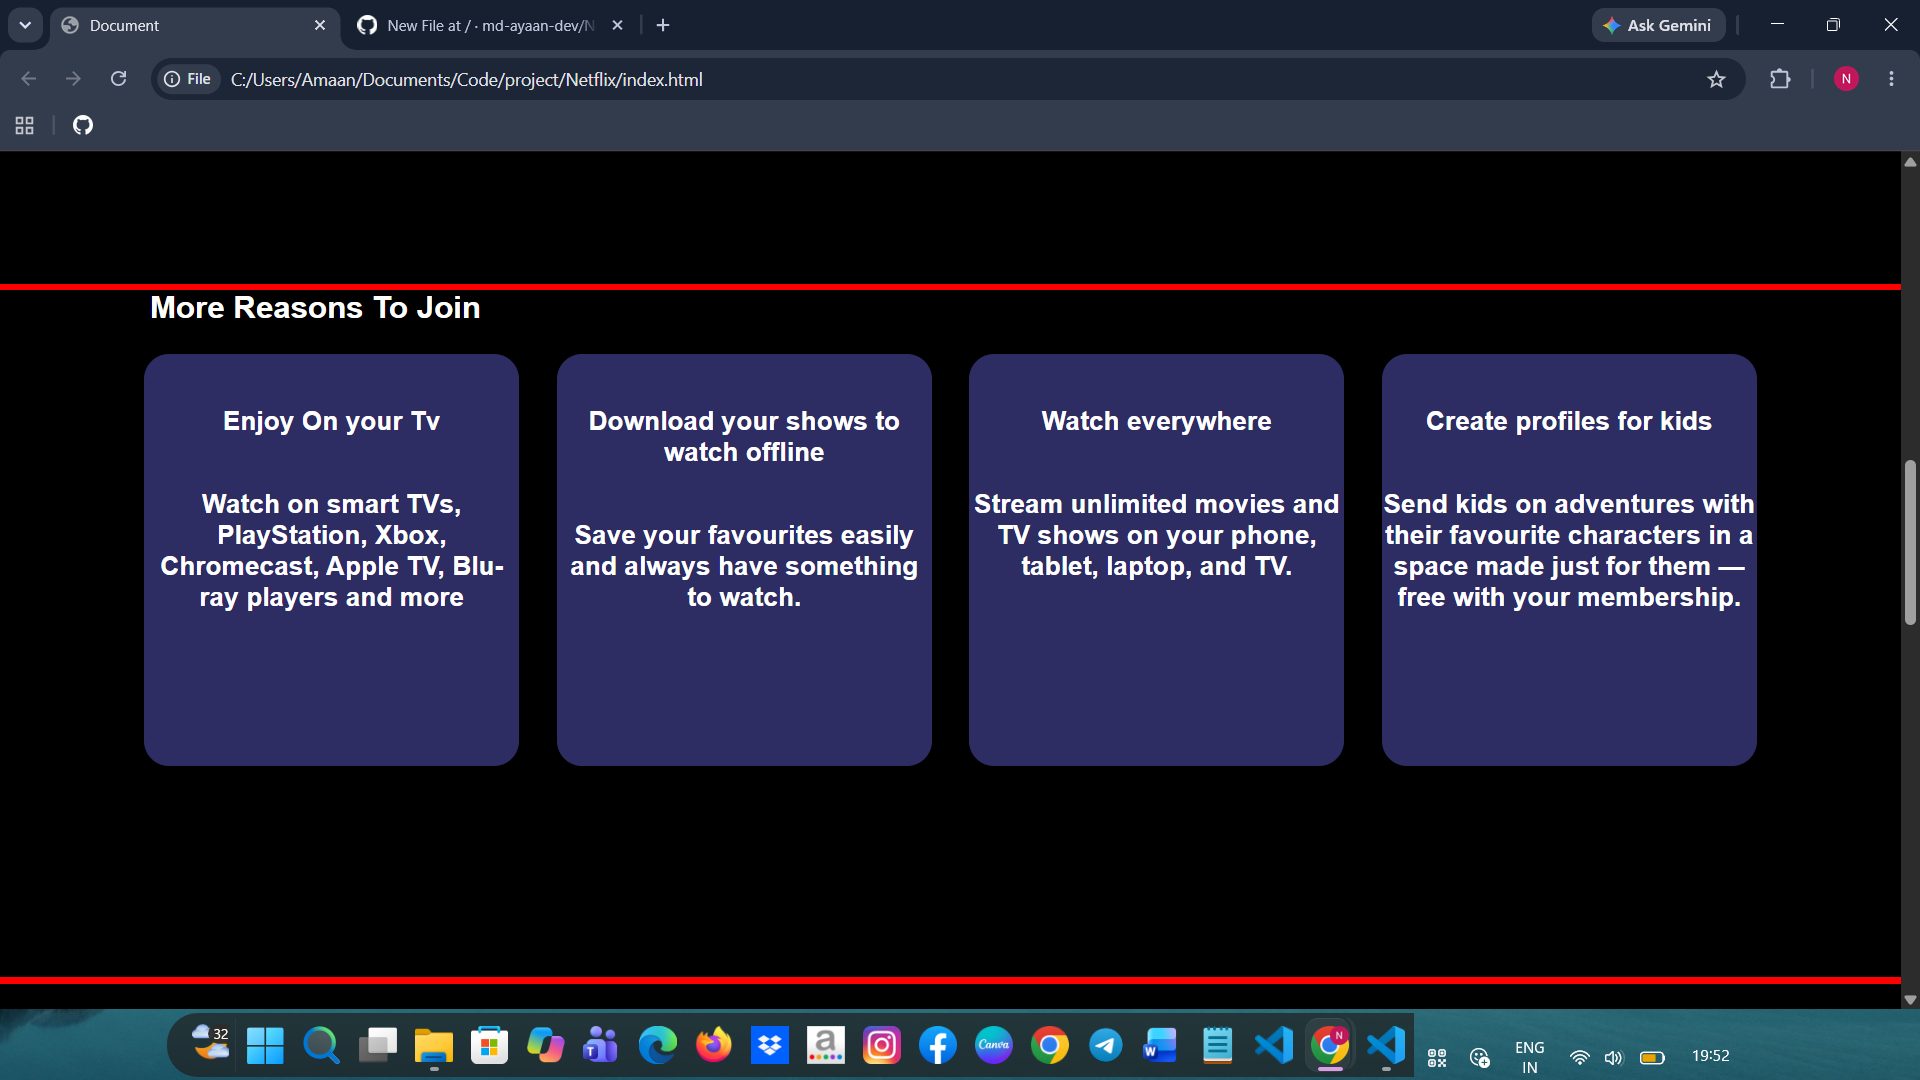 Document
New File at / · md-ayaan-dev/N
Ask Gemini
File
C:/Users/Amaan/Documents/Code/project/Netflix/index.html
N
More Reasons To Join
Enjoy On your Tv
Watch on smart TVs,
PlayStation, Xbox,
Chromecast, Apple TV, Blu-
ray players and more
Download your shows to
watch offline
Save your favourites easily
and always have something
to watch.
Watch everywhere
Stream unlimited movies and
TV shows on your phone,
tablet, laptop, and TV.
Create profiles for kids
Send kids on adventures with
their favourite characters in a
space made just for them —
free with your membership.
32
T
a
Canva
W
N
ENG
IN
19:52